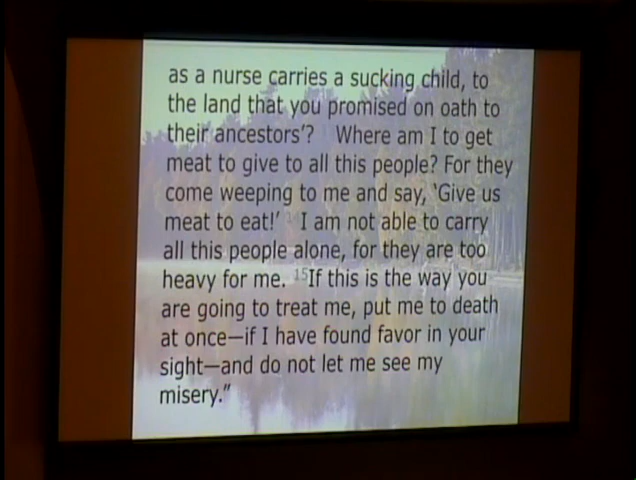 as a nurse carries a sucking child, to
the land that you promised on oath to
their ancestors’? Where am I to get
meat to give to all this people? For they
come weeping to me and say, ‘Give us
meat to eat!’ I am not able to carry
all this people alone, for they are too
heavy for me. 15If this is the way you
are going to treat me, put me to death
at once—if I have found favor in your
sight—and do not let me see my
misery.”